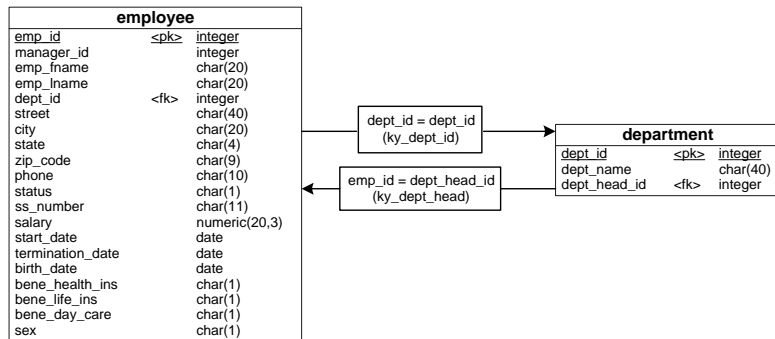 employee
emp_id <pk> integer
manager_id integer
emp_fname char(20)
emp_lname char(20)
dept_id <fk> integer
street char(40)
city char(20)
state char(4)
zip_code char(9)
phone char(10)
status char(1)
ss_number char(11)
salary numeric(20,3)
start_date date
termination_date date
birth_date date
bene_health_ins char(1)
bene_life_ins char(1)
bene_day_care char(1)
sex char(1)
dept_id = dept_id
(ky_dept_id)
emp_id = dept_head_id
(ky_dept_head)
department
dept_id <pk> integer
dept_name char(40)
dept_head_id <fk> integer